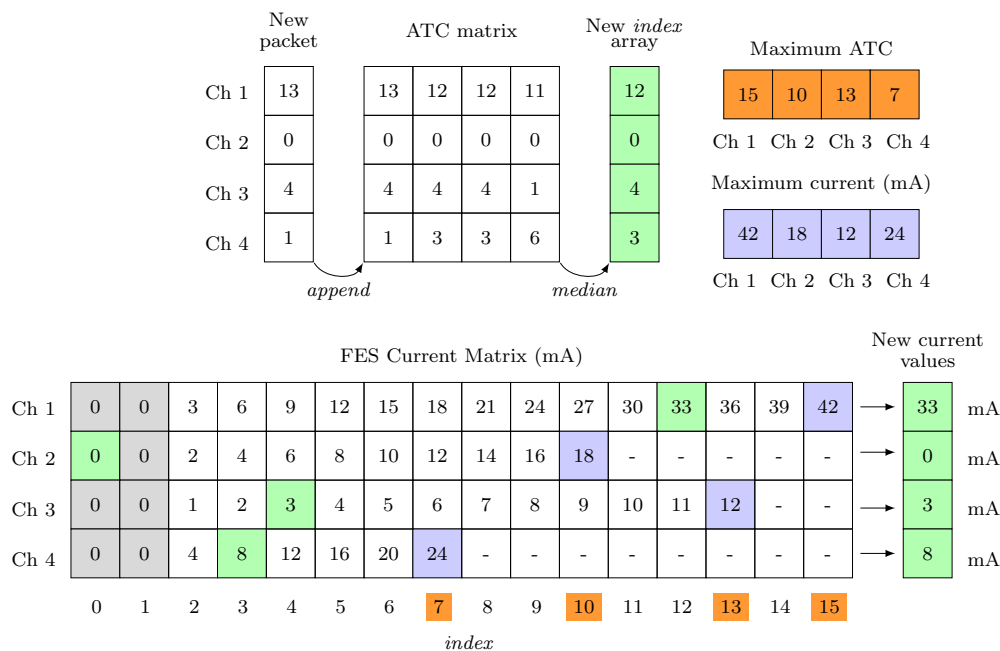 New
packet
ATC matrix
New index
array
Maximum ATC
Ch 1 13 13 12 12 11 12
Ch 2 0 0 0 0 0 0
Ch 3 4 4 4 4 1 4
Ch 4 1 1 3 3 6 3
append
median
15 10 13 7
Ch 1 Ch 2 Ch 3 Ch 4
Maximum current (mA)
42 18 12 24
Ch 1 Ch 2 Ch 3 Ch 4
FES Current Matrix (mA)
New current
values
Ch 1 0 0 3 6 9 12 15 18 21 24 27 30 33 36 39 42 33 mA
Ch 2 0 0 2 4 6 8 10 12 14 16 18 - - - - - 0 mA
Ch 3 0 0 1 2 3 4 5 6 7 8 9 10 11 12 - - 3 mA
Ch 4 0 0 4 8 12 16 20 24 - - - - - - - - 8 mA
0 1 2 3 4 5 6 7 8 9 10 11 12 13 14 15
index